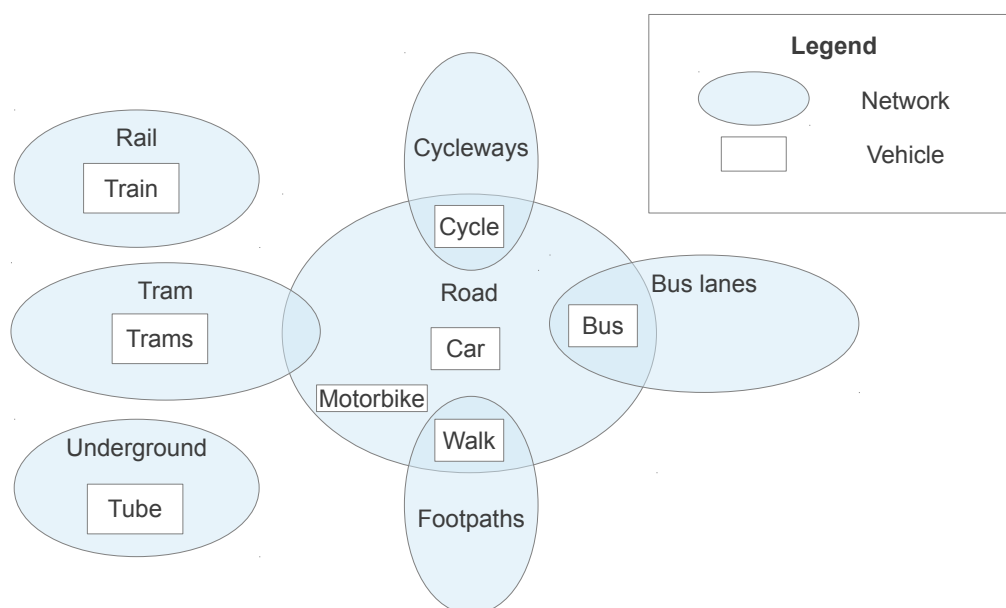 Legend
Network
Vehicle
Rail
Train
Cycleways
Cycle
Tram
Trams
Road
Car
Motorbike
Bus lanes
Bus
Walk
Footpaths
Underground
Tube